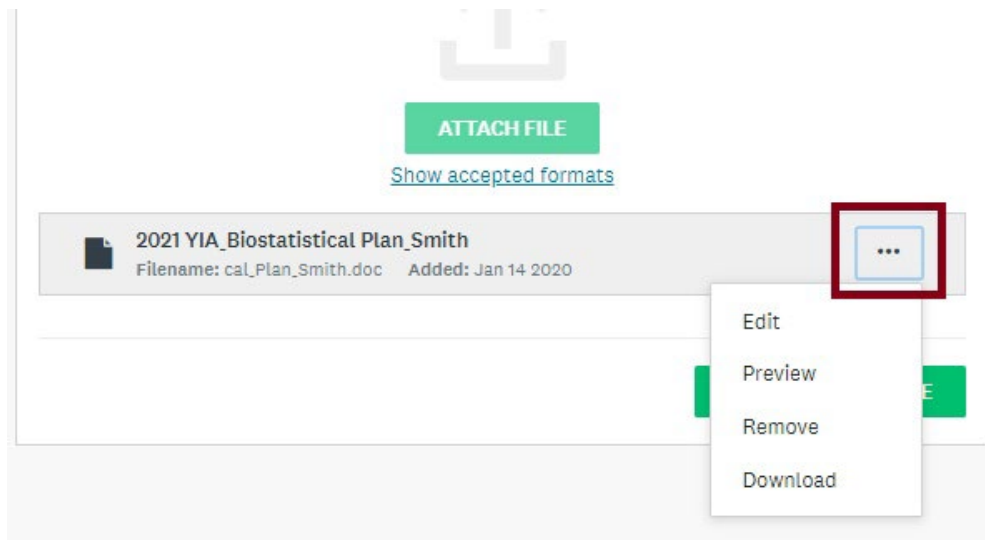 ATTACH FILE
Show accepted formats
2021 YIA_Biostatistical Plan_Smith
Filename: cal_Plan_Smith.doc Added: Jan 14 2020
...
Edit
Preview
E
Remove
Download